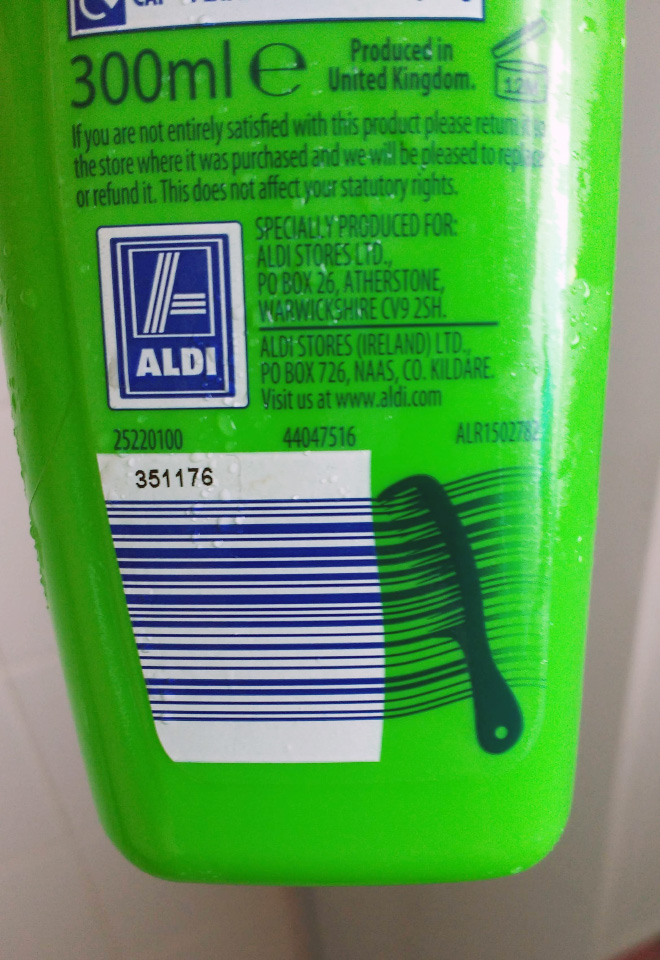 300ml e
Produced in
United Kingdom.
12M
If you are not entirely satisfied with this product please return
the store where it was purchased and we will be pleased to replace
or refund it. This does not affect your statutory rights.
ALDI
SPECIALLY PRODUCED FOR:
ALDI STORES LTD.,
PO BOX 26, ATHERSTONE,
WARWICKSHIRE CV9 2SH.
ALDI STORES (IRELAND) LTD.,
PO BOX 726, NAAS, CO. KILDARE.
Visit us at www.aldi.com
25220100 44047516
351176